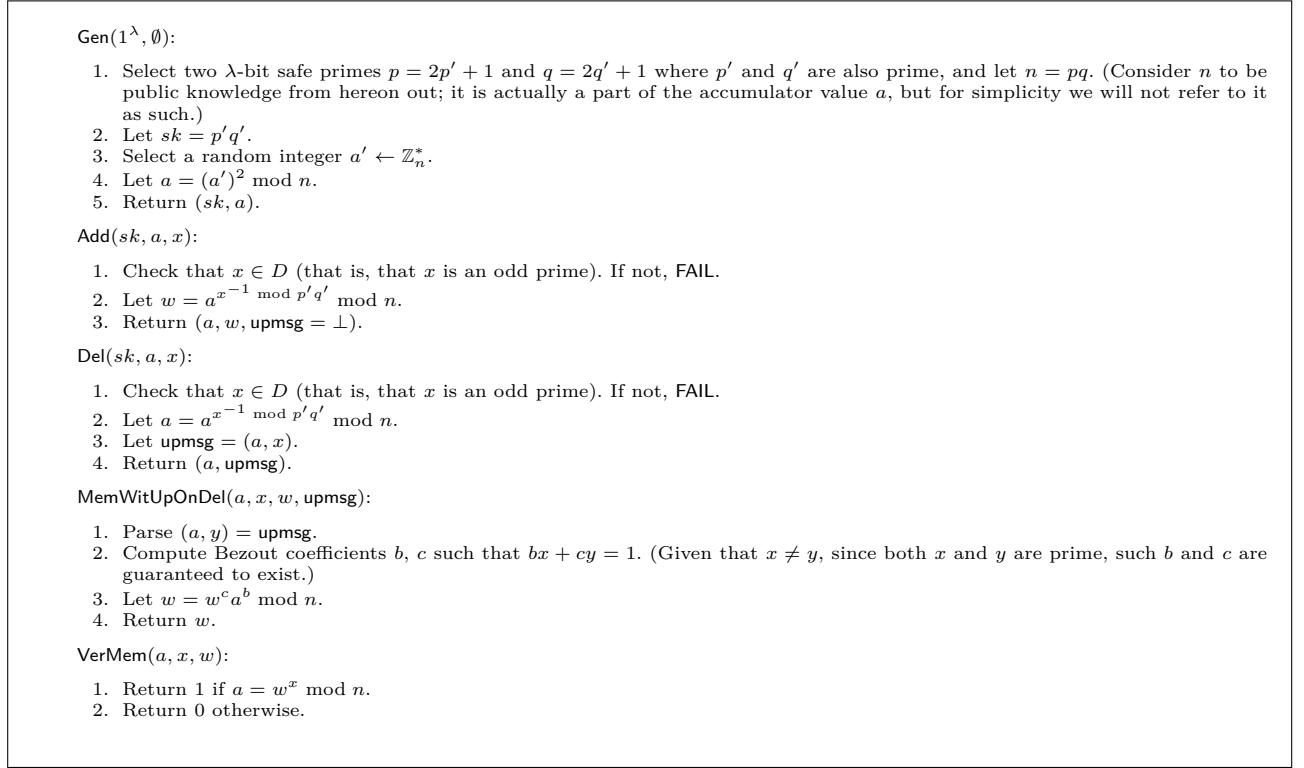 Gen(1^λ, ∅):
1. Select two λ-bit safe primes p = 2p′ + 1 and q = 2q′ + 1 where p′ and q′ are also prime, and let n = pq. (Consider n to be
public knowledge from hereon out; it is actually a part of the accumulator value a, but for simplicity we will not refer to it
as such.)
2. Let sk = p′q′.
3. Select a random integer a′ ← ℤ*_n.
4. Let a = (a′)^2 mod n.
5. Return (sk, a).
Add(sk, a, x):
1. Check that x ∈ D (that is, that x is an odd prime). If not, FAIL.
2. Let w = a^{x^{-1} mod p′q′} mod n.
3. Return (a, w, upmsg = ⊥).
Del(sk, a, x):
1. Check that x ∈ D (that is, that x is an odd prime). If not, FAIL.
2. Let a = a^{x^{-1} mod p′q′} mod n.
3. Let upmsg = (a, x).
4. Return (a, upmsg).
MemWitUpOnDel(a, x, w, upmsg):
1. Parse (a, y) = upmsg.
2. Compute Bezout coefficients b, c such that bx + cy = 1. (Given that x ≠ y, since both x and y are prime, such b and c are
guaranteed to exist.)
3. Let w = w^c a^b mod n.
4. Return w.
VerMem(a, x, w):
1. Return 1 if a = w^x mod n.
2. Return 0 otherwise.